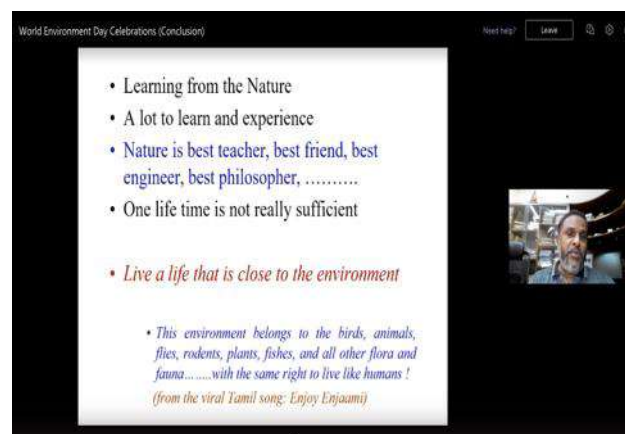 World Environment Day Celebrations (Conclusion)
Need help?
Leave
• Learning from the Nature
• A lot to learn and experience
• Nature is best teacher, best friend, best
engineer, best philosopher, ……….
• One life time is not really sufficient
• Live a life that is close to the environment
• This environment belongs to the birds, animals,
flies, rodents, plants, fishes, and all other flora and
fauna……..with the same right to live like humans !
(from the viral Tamil song: Enjoy Enjaami)